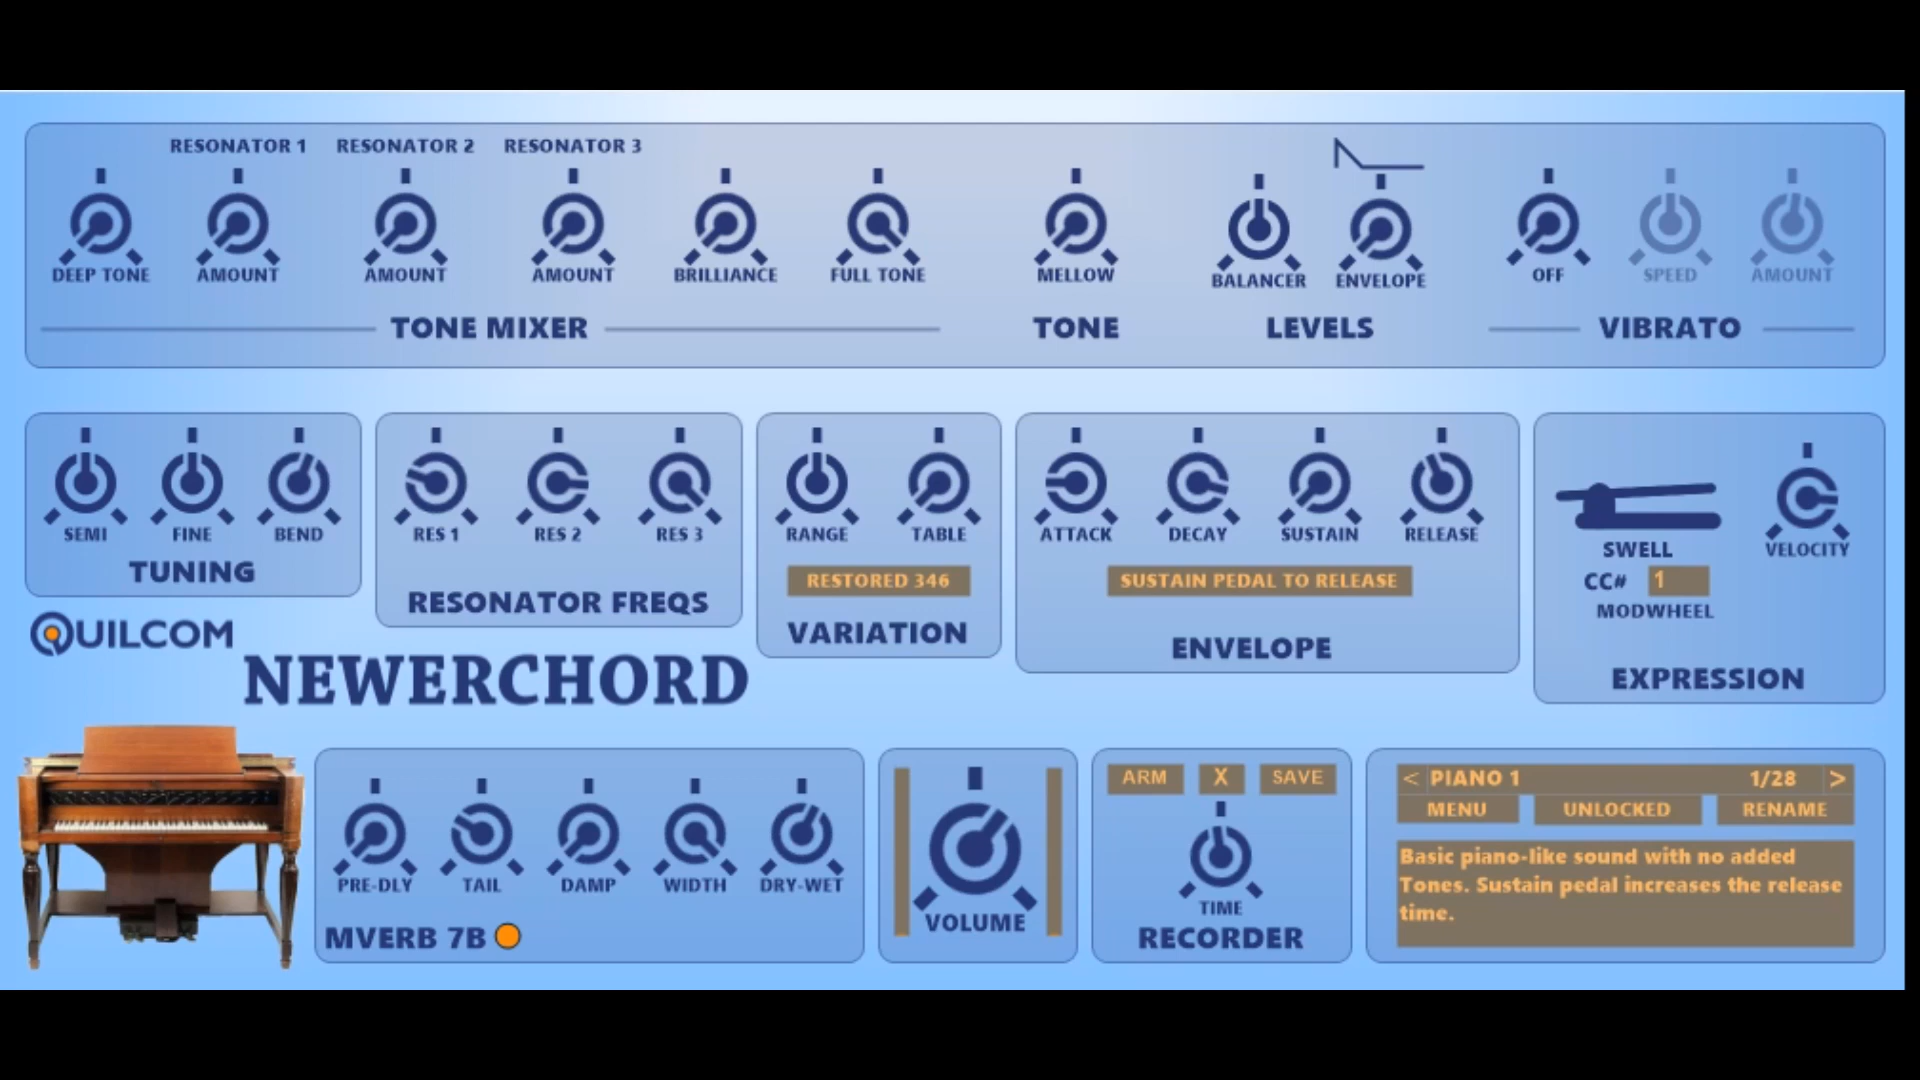 RESONATOR 1 RESONATOR 2 RESONATOR 3
DEEP TONE AMOUNT AMOUNT AMOUNT BRILLIANCE FULL TONE MELLOW BALANCER ENVELOPE OFF SPEED AMOUNT
TONE MIXER TONE LEVELS VIBRATO
SEMI FINE BEND
TUNING
RES 1 RES 2 RES 3
RESONATOR FREQS
RANGE TABLE
RESTORED 346
VARIATION
ATTACK DECAY SUSTAIN RELEASE
SUSTAIN PEDAL TO RELEASE
ENVELOPE
SWELL VELOCITY
CC# 1
MODWHEEL
EXPRESSION
QUILCOM
NEWERCHORD
PRE-DLY TAIL DAMP WIDTH DRY-WET
MVERB 7B
VOLUME
ARM X SAVE
TIME
RECORDER
< PIANO 1 1/28 >
MENU UNLOCKED RENAME
Basic piano-like sound with no added
Tones. Sustain pedal increases the release
time.